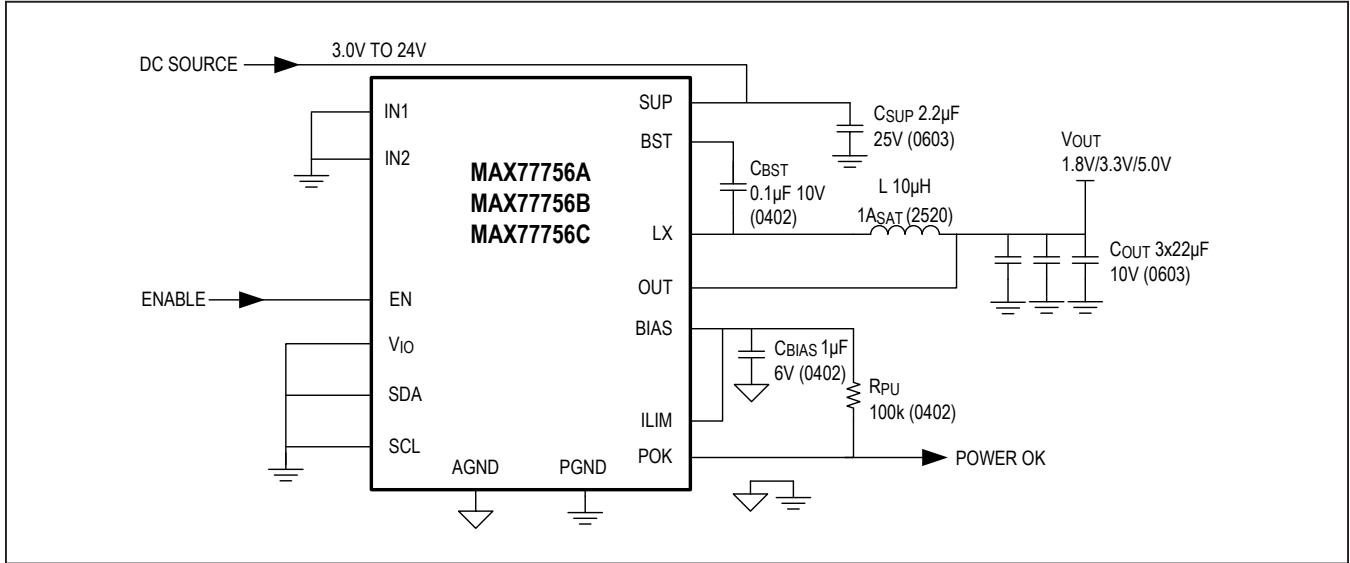 3.0V TO 24V
DC SOURCE
IN1
IN2
EN
VIO
SDA
SCL
ENABLE
MAX77756A
MAX77756B
MAX77756C
AGND
PGND
SUP
BST
LX
OUT
BIAS
ILIM
POK
CSUP 2.2µF
25V (0603)
CBST
0.1µF 10V
(0402)
L 10µH
1ASAT (2520)
VOUT
1.8V/3.3V/5.0V
COUT 3x22µF
10V (0603)
CBIAS 1µF
6V (0402)
RPU
100k (0402)
POWER OK